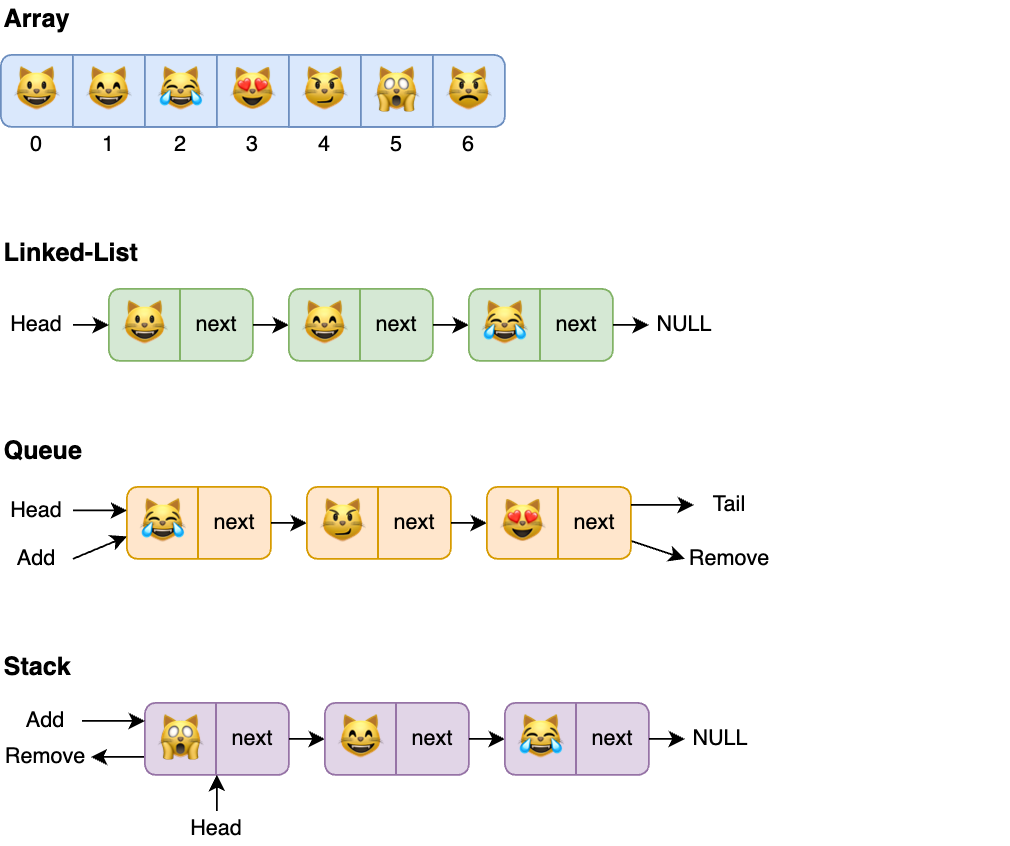 Array
0 1 2 3 4 5 6
Linked-List
Head next next next NULL
Queue
Head Tail
next next next
Add Remove
Stack
Add
next next next NULL
Remove
Head